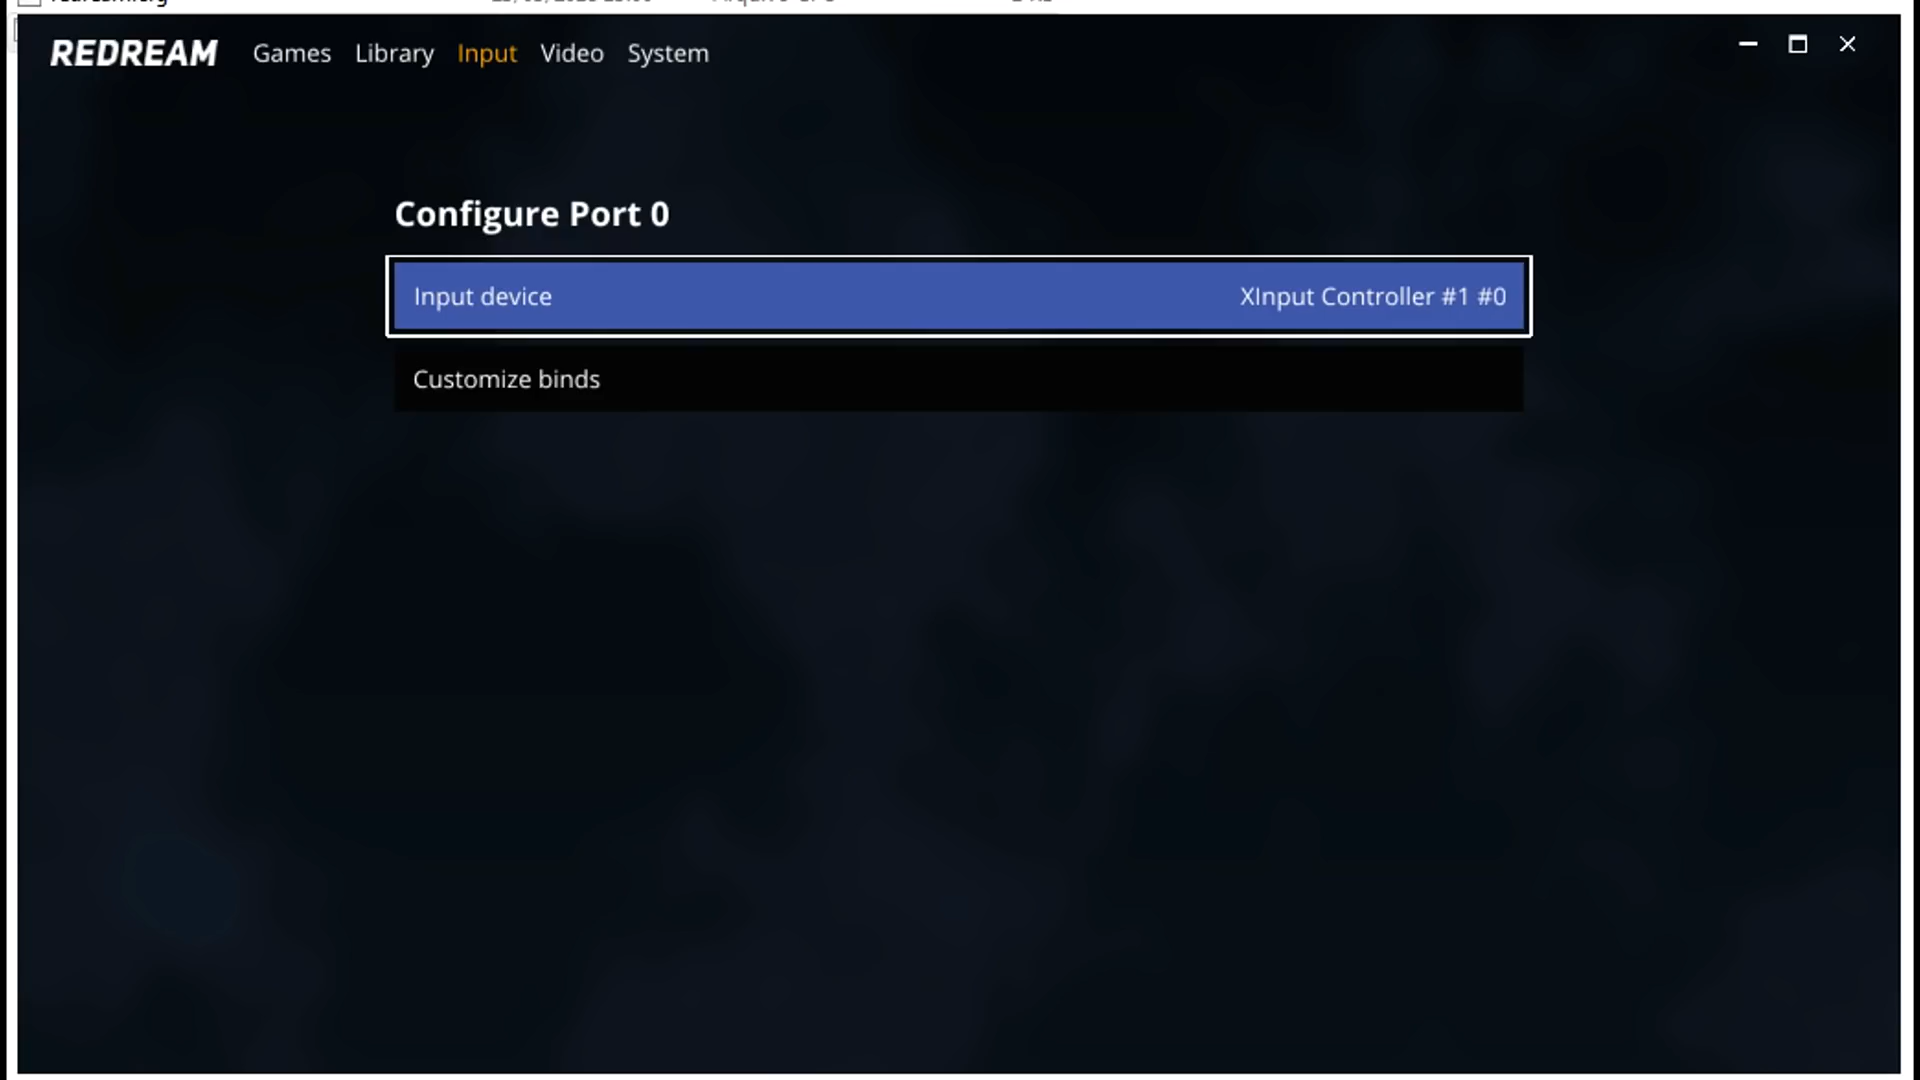 REDREAM Games Library Input Video System
Configure Port 0
Input device XInput Controller #1 #0
Customize binds